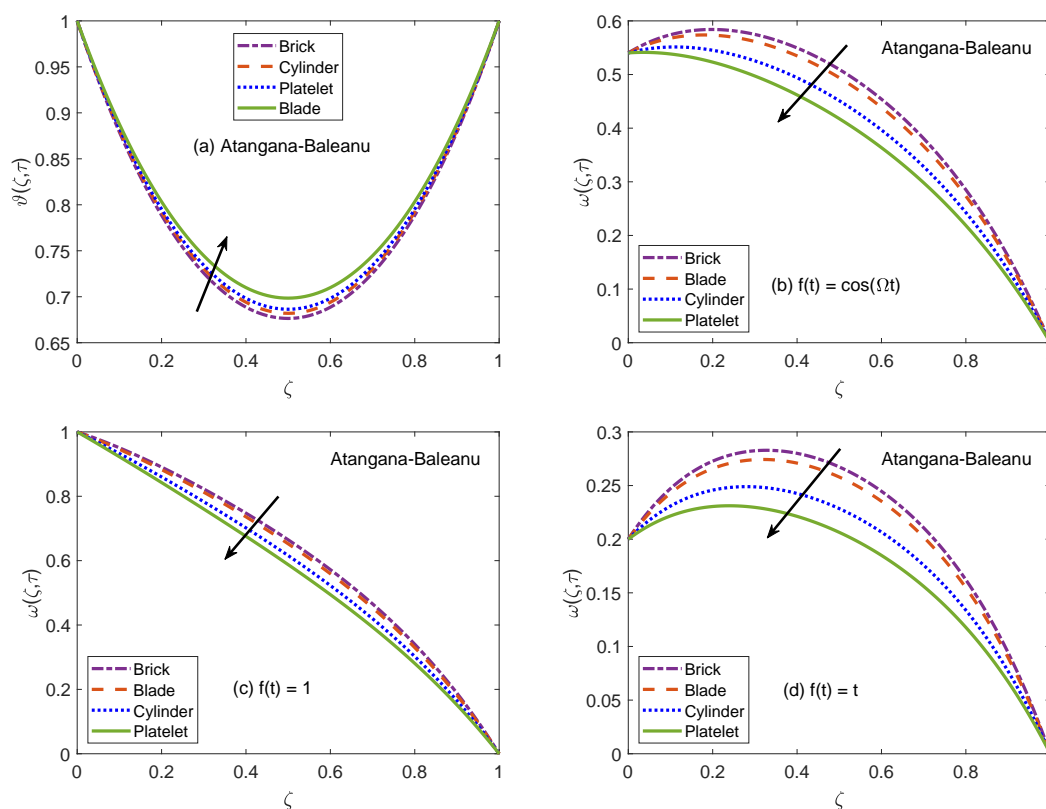 1
0.95
0.9
0.85
0.8
0.75
0.7
0.65
ϑ(ζ,τ)
Brick
Cylinder
Platelet
Blade
(a) Atangana-Baleanu
0 0.2 0.4 0.6 0.8 1
ζ
0.6
0.5
0.4
0.3
0.2
0.1
0
ω(ζ,τ)
Atangana-Baleanu
Brick
Blade
Cylinder
Platelet
(b) f(t) = cos(Ωt)
0 0.2 0.4 0.6 0.8
ζ
1
0.8
0.6
0.4
0.2
0
ω(ζ,τ)
Atangana-Baleanu
Brick
Blade
Cylinder
Platelet
(c) f(t) = 1
0 0.2 0.4 0.6 0.8 1
ζ
0.3
0.25
0.2
0.15
0.1
0.05
0
ω(ζ,τ)
Atangana-Baleanu
Brick
Blade
Cylinder
Platelet
(d) f(t) = t
0 0.2 0.4 0.6 0.8
ζ